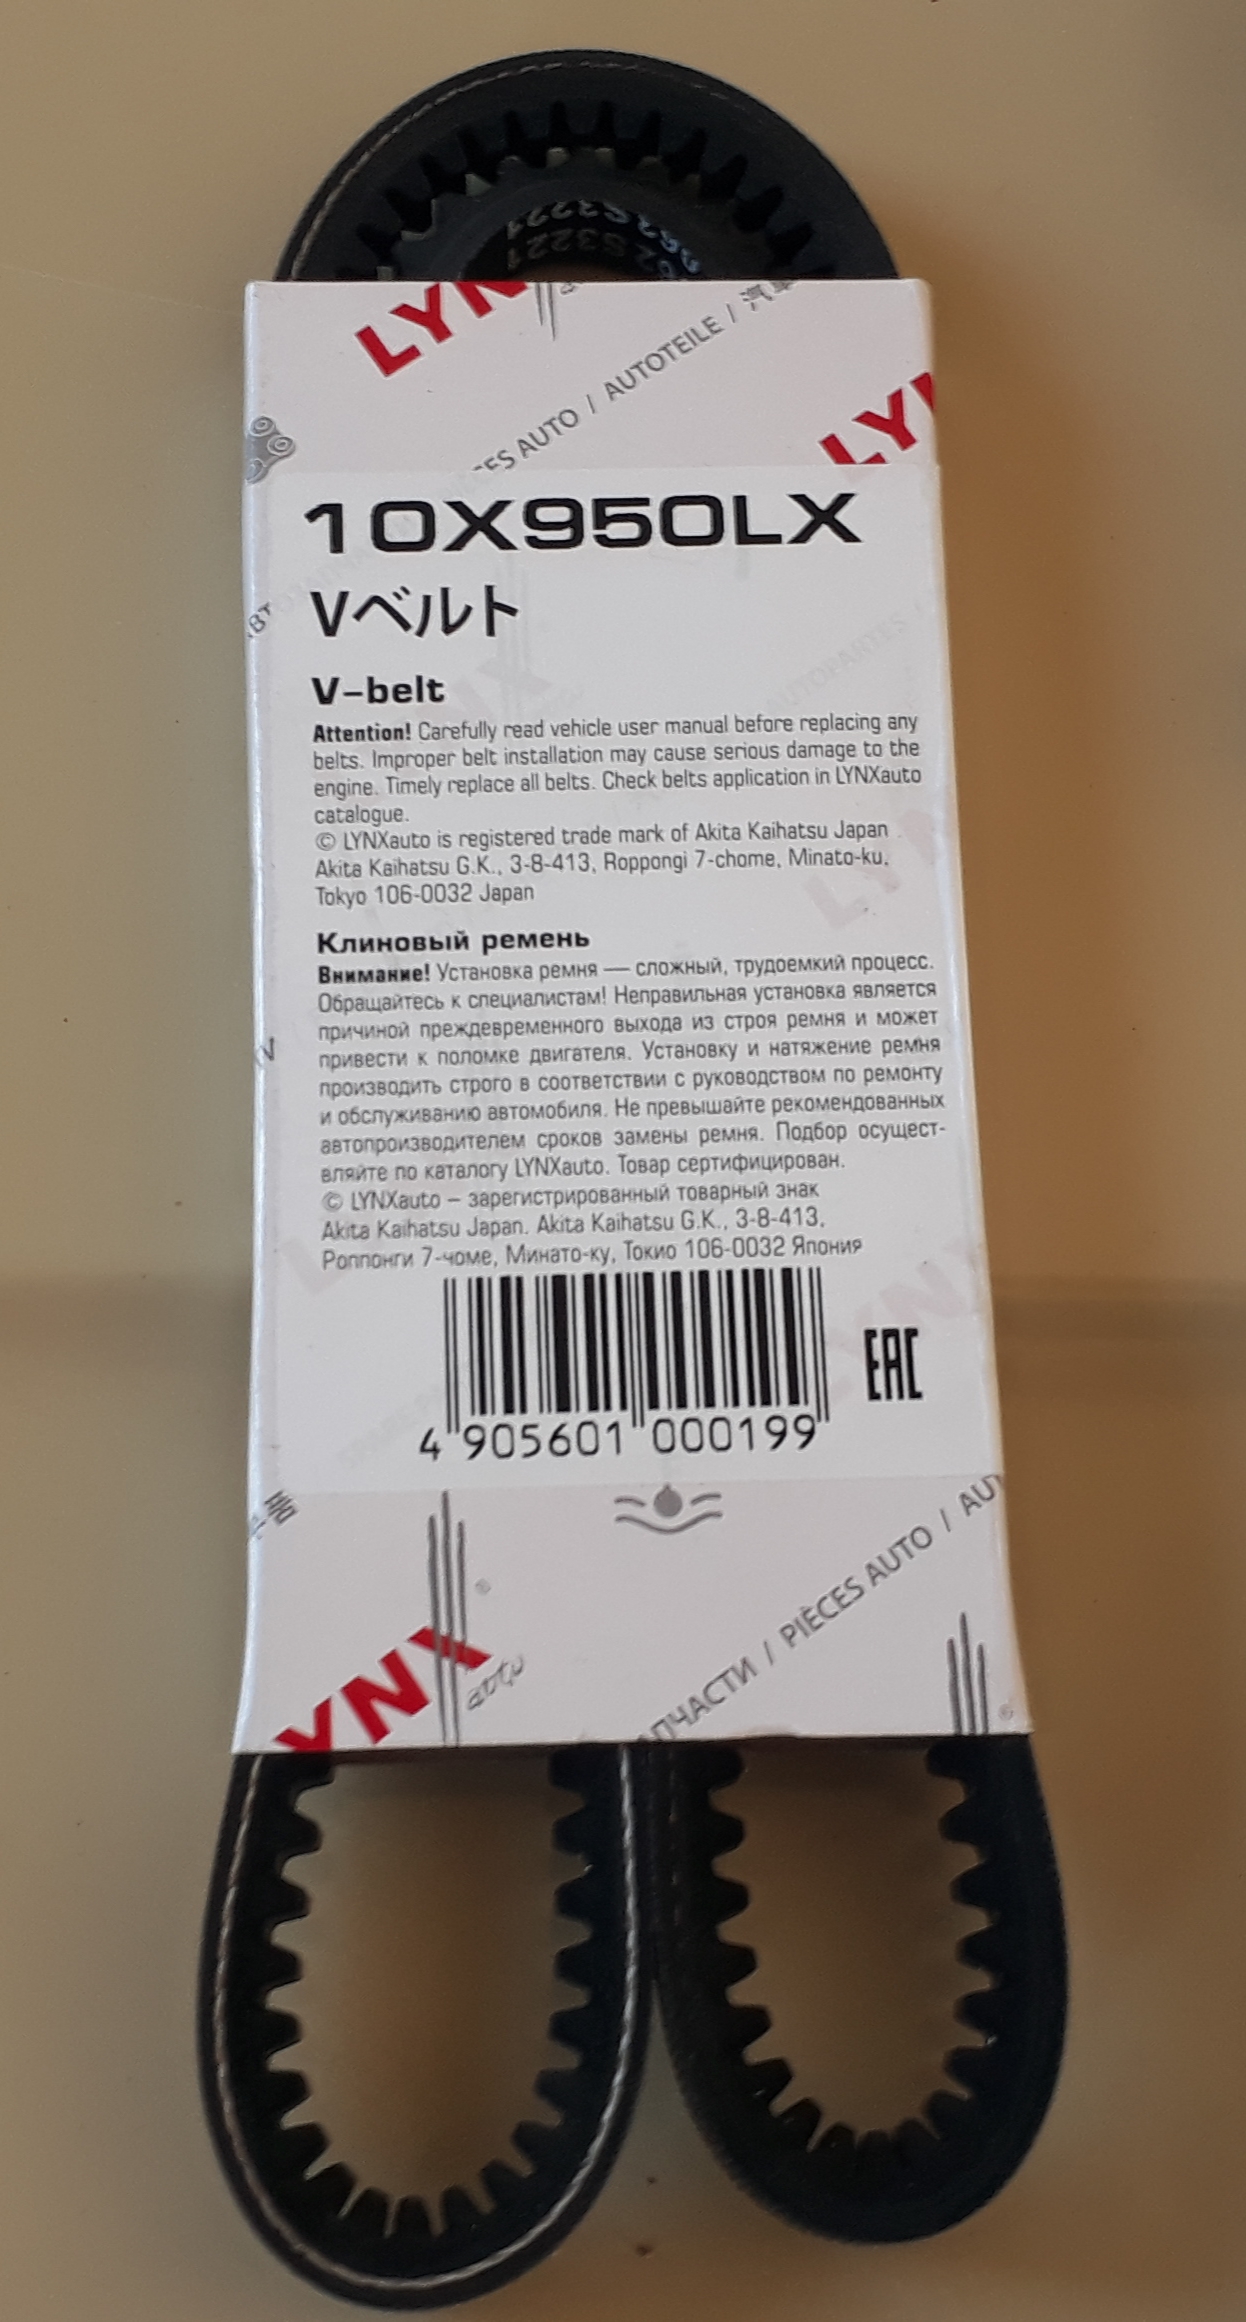 S3221
LYNX
AUTO / AUTOTEILE / 汽車
LY
10X950LX
Vベルト
V-belt
Attention! Carefully read vehicle user manual before replacing any
belts. Improper belt installation may cause serious damage to the
engine. Timely replace all belts. Check belts application in LYNXauto
catalogue.
© LYNXauto is registered trade mark of Akita Kaihatsu Japan
Akita Kaihatsu G.K., 3-8-413, Roppongi 7-chome, Minato-ku,
Tokyo 106-0032 Japan
Клиновый ремень
Внимание! Установка ремня — сложный, трудоемкий процесс.
Обращайтесь к специалистам! Неправильная установка является
причиной преждевременного выхода из строя ремня и может
привести к поломке двигателя. Установку и натяжение ремня
производить строго в соответствии с руководством по ремонту
и обслуживанию автомобиля. Не превышайте рекомендованных
автопроизводителем сроков замены ремня. Подбор осущест-
вляйте по каталогу LYNXauto. Товар сертифицирован.
© LYNXauto – зарегистрированный товарный знак
Akita Kaihatsu Japan. Akita Kaihatsu G.K., 3-8-413,
Роппонги 7-чоме, Минато-ку, Токио 106-0032 Япония
4 905601 000199
EAC
YNX auto ®
ПЧАСТИ / PIÈCES AUTO / AUT
®